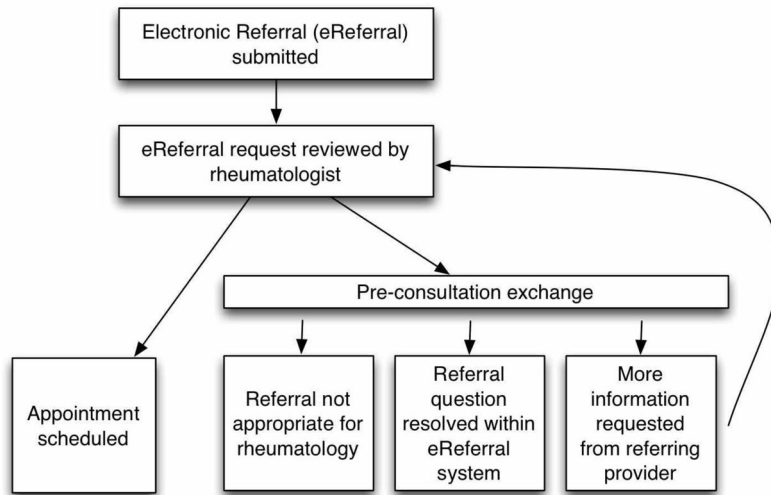 Electronic Referral (eReferral)
submitted
eReferral request reviewed by
rheumatologist
Pre-consultation exchange
Appointment
scheduled
Referral not
appropriate for
rheumatology
Referral
question
resolved within
eReferral
system
More
information
requested
from referring
provider